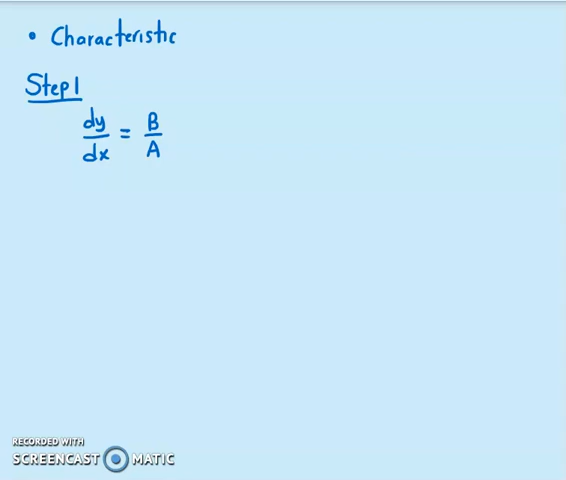 • Characteristic
Step 1
dy/dx = B/A
RECORDED WITH
SCREENCAST MATIC